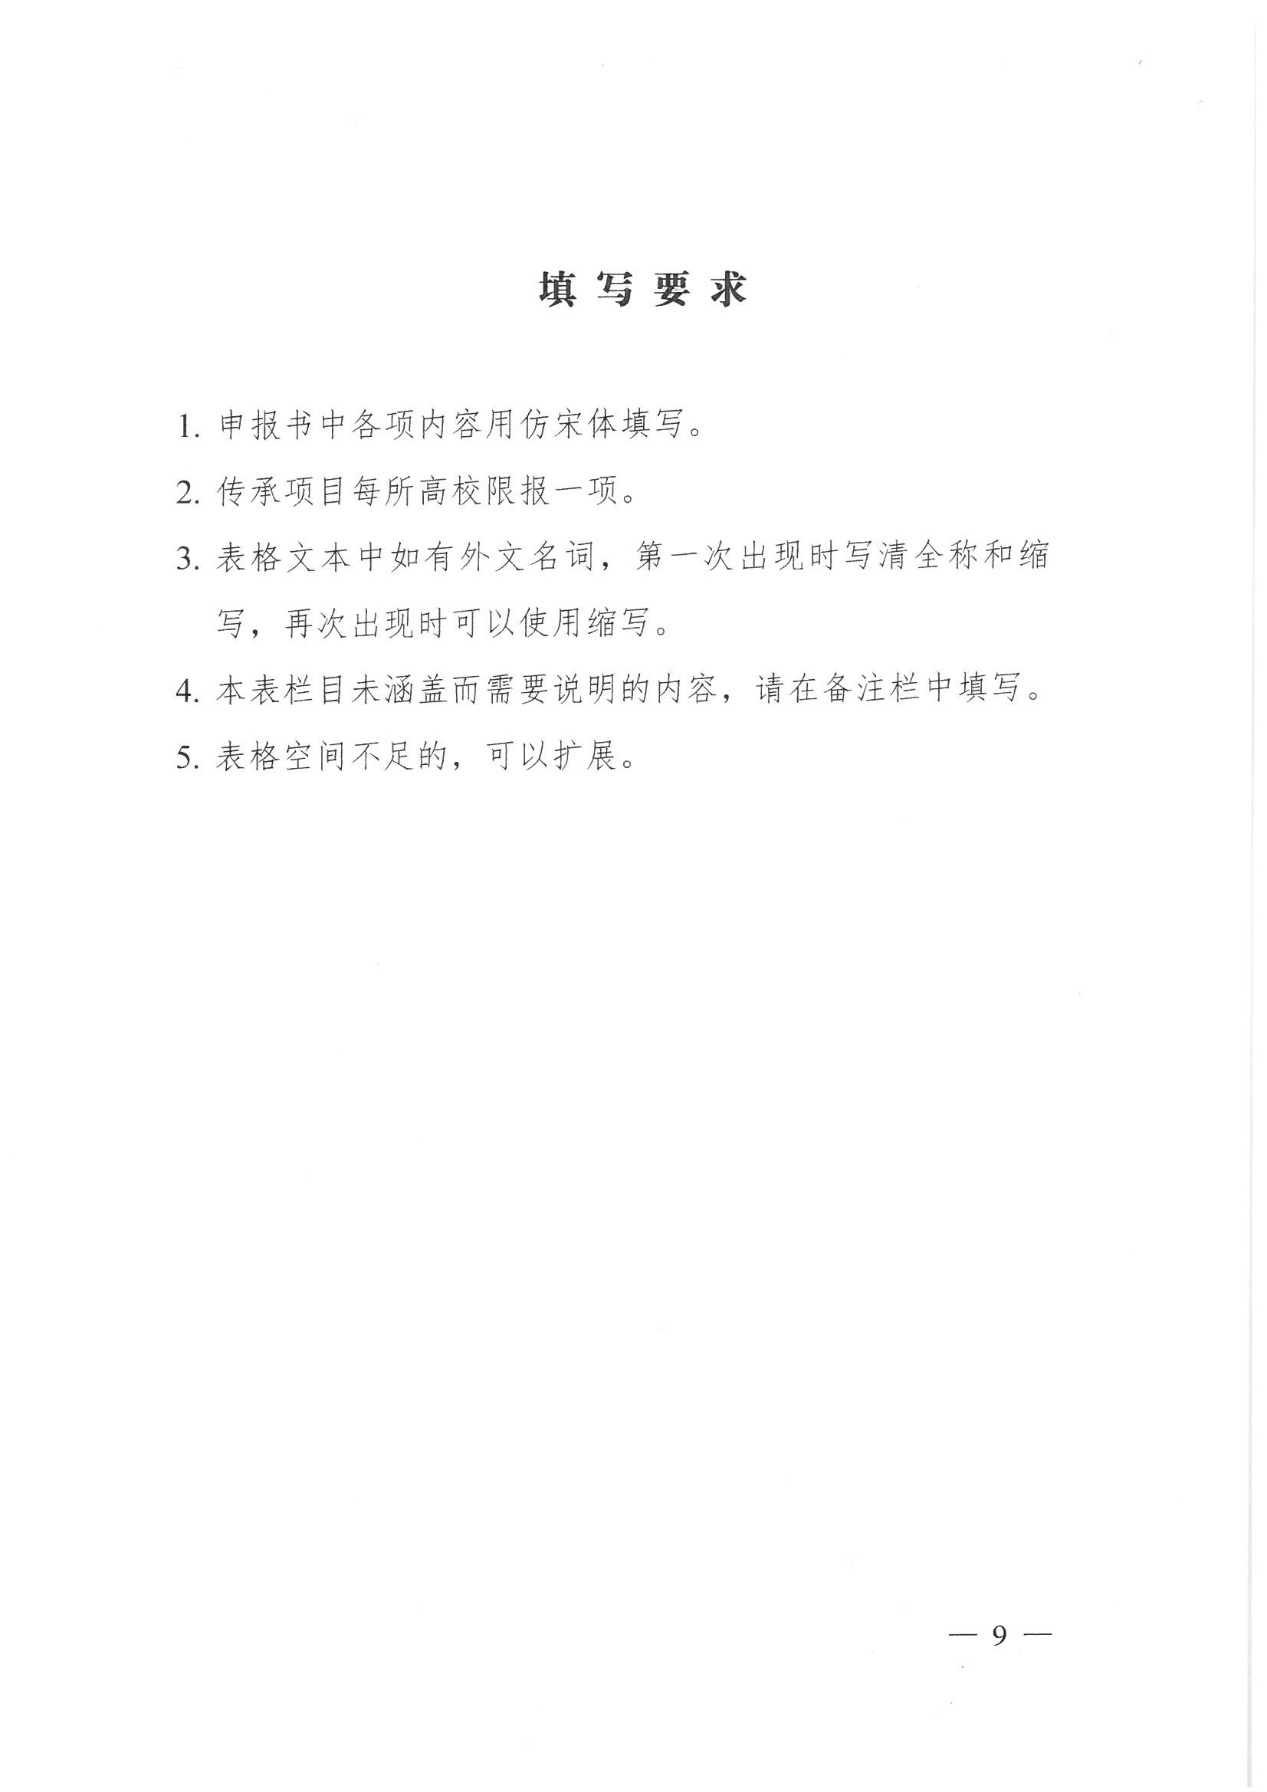 填写要求
1. 申报书中各项内容用仿宋体填写。
2. 传承项目每所高校限报一项。
3. 表格文本中如有外文名词，第一次出现时写清全称和缩
写，再次出现时可以使用缩写。
4. 本表栏目未涵盖而需要说明的内容，请在备注栏中填写。
5. 表格空间不足的，可以扩展。
— 9 —